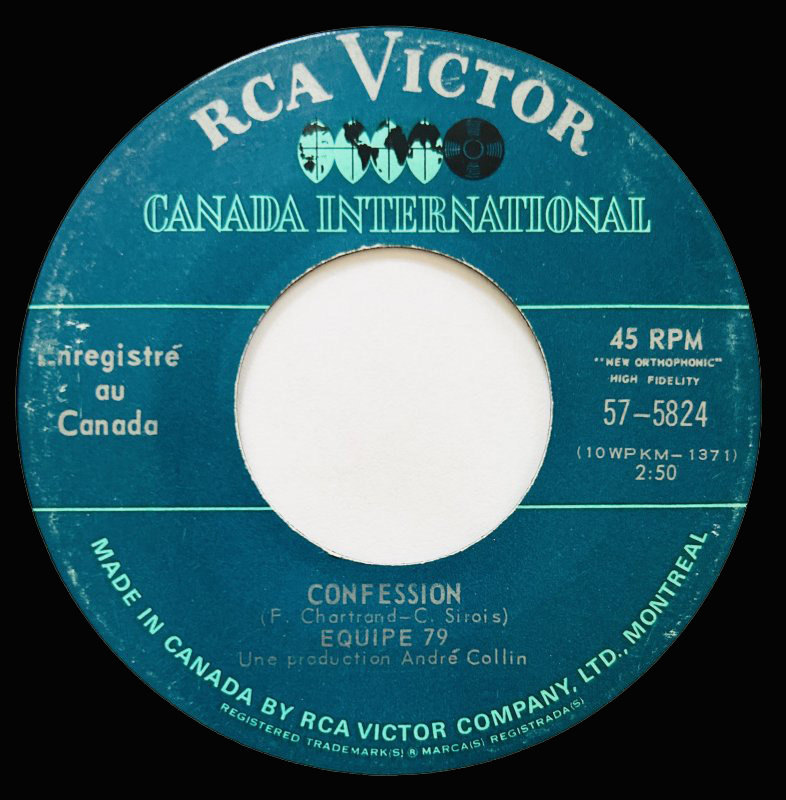 RCA VICTOR
CANADA INTERNATIONAL
Enregistré
au
Canada
45 RPM
"NEW ORTHOPHONIC"
HIGH FIDELITY
57-5824
(10WPKM-1371)
2:50
CONFESSION
(F. Chartrand-C. Sirois)
EQUIPE 79
Une production André Collin
MADE IN CANADA BY RCA VICTOR COMPANY, LTD., MONTREAL
REGISTERED TRADEMARK(S) ® MARCA(S) REGISTRADA(S)